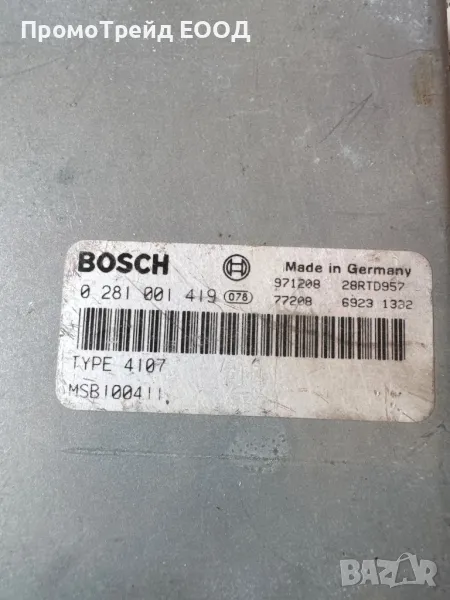 ПромоТрейд ЕООД
BOSCH
Made in Germany
0 281 001 419 078
971208 28RTD957
77208 6923 1332
TYPE 4107
MSB100411
BAZAR